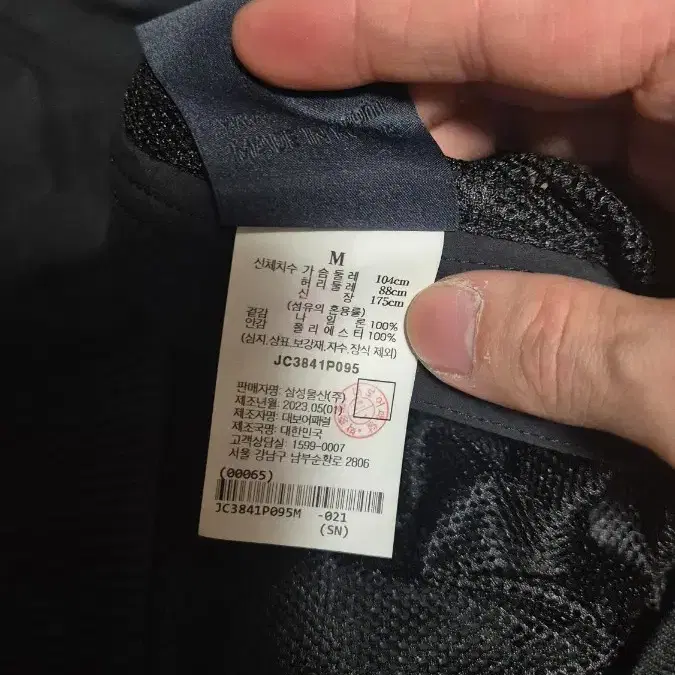 MADE IN
M
신체치수 가슴둘레 104cm
허리둘레 88cm
신장 175cm
(섬유의 혼용률)
겉감 나일론 100%
안감 폴리에스터 100%
(심지,상표,보강재,자수,장식 제외)
JC3841P095
판매자명: 삼성물산(주)
제조년월: 2023.05(01)
제조자명: 대보어패럴
제조국명: 대한민국
고객상담실: 1599-0007
서울 강남구 남부순환로 2806
(00065)
JC3841P095M -021
(SN)